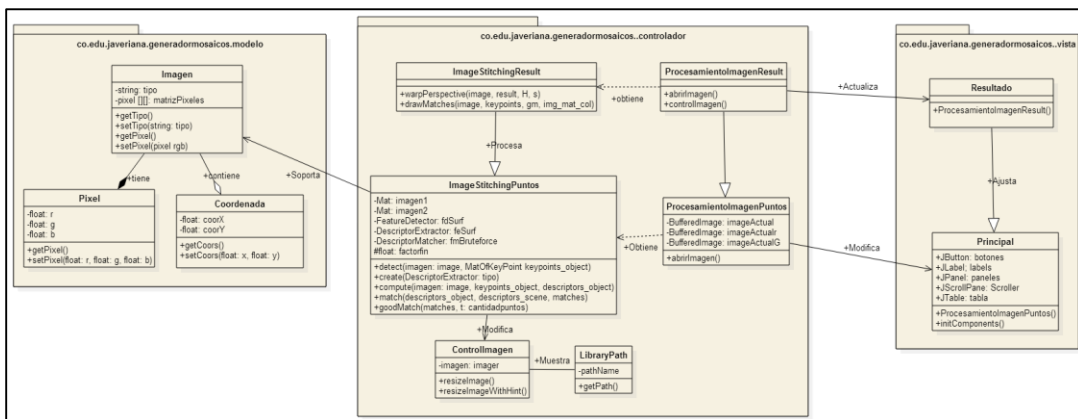 co.edu.javeriana.generadormosaicos.modelo
Imagen
-string: tipo
-pixel [][]: matrizPixeles
+getTipo()
+setTipo(string: tipo)
+getPixel()
+setPixel(pixel rgb)
+tiene
+contiene
Pixel
-float: r
-float: g
-float: b
+getPixel()
+setPixel(float: r, float: g, float: b)
Coordenada
-float: coorX
-float: coorY
+getCoors()
+setCoors(float: x, float: y)
+Soporta
co.edu.javeriana.generadormosaicos..controlador
ImageStitchingResult
+warpPerspective(image, result, H, s)
+drawMatches(image, keypoints, gm, img_mat_col)
+obtiene
ProcesamientoImagenResult
+abrirImagen()
+controlImagen()
+Procesa
ImageStitchingPuntos
-Mat: imagen1
-Mat: imagen2
-FeatureDetector: fdSurf
-DescriptorExtractor: feSurf
-DescriptorMatcher: fmBruteforce
#float: factorfin
+detect(imagen: image, MatOfKeyPoint keypoints_object)
+create(DescriptorExtractor: tipo)
+compute(imagen: image, keypoints_object, descriptors_object)
+match(descriptors_object, descriptors_scene, matches)
+goodMatch(matches, t: cantidadpuntos)
+Obtiene
ProcesamientoImagenPuntos
-BufferedImage: imageActual
-BufferedImage: imageActualr
-BufferedImage: imageActualG
+abrirImagen()
+Modifica
ControlImagen
-imagen: imager
+resizeImage()
+resizeImageWithHint()
+Muestra
LibraryPath
-pathName
+getPath()
+Actualiza
+Modifica
co.edu.javeriana.generadormosaicos..vista
Resultado
+ProcesamientoImagenResult()
+Ajusta
Principal
-JButton: botones
-JLabel; labels
-JPanel: paneles
-JScrollPane: Scroller
-JTable: tabla
+ProcesamientoImagenPuntos()
+initComponents()